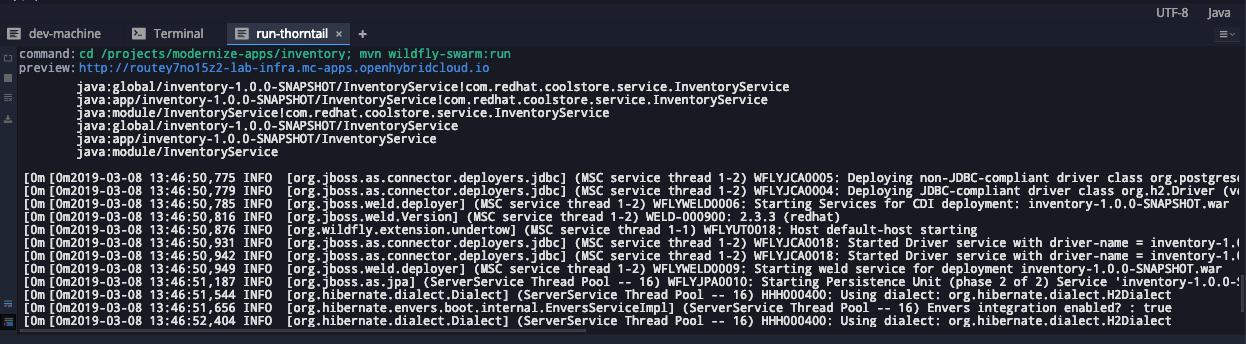 UTF-8 Java
dev-machine Terminal run-thorntail × +
command: cd /projects/modernize-apps/inventory; mvn wildfly-swarm:run
preview: http://routey7no15z2-lab-infra.mc-apps.openhybridcloud.io
java:global/inventory-1.0.0-SNAPSHOT/InventoryService!com.redhat.coolstore.service.InventoryService
java:app/inventory-1.0.0-SNAPSHOT/InventoryService!com.redhat.coolstore.service.InventoryService
java:module/InventoryService!com.redhat.coolstore.service.InventoryService
java:global/inventory-1.0.0-SNAPSHOT/InventoryService
java:app/inventory-1.0.0-SNAPSHOT/InventoryService
java:module/InventoryService
[0m[0m2019-03-08 13:46:50,775 INFO [org.jboss.as.connector.deployers.jdbc] (MSC service thread 1-2) WFLYJCA0005: Deploying non-JDBC-compliant driver class org.postgres
[0m[0m2019-03-08 13:46:50,779 INFO [org.jboss.as.connector.deployers.jdbc] (MSC service thread 1-2) WFLYJCA0004: Deploying JDBC-compliant driver class org.h2.Driver (ve
[0m[0m2019-03-08 13:46:50,785 INFO [org.jboss.weld.deployer] (MSC service thread 1-2) WFLYWELD0006: Starting Services for CDI deployment: inventory-1.0.0-SNAPSHOT.war
[0m[0m2019-03-08 13:46:50,816 INFO [org.jboss.weld.Version] (MSC service thread 1-2) WELD-000900: 2.3.3 (redhat)
[0m[0m2019-03-08 13:46:50,876 INFO [org.wildfly.extension.undertow] (MSC service thread 1-1) WFLYUT0018: Host default-host starting
[0m[0m2019-03-08 13:46:50,931 INFO [org.jboss.as.connector.deployers.jdbc] (MSC service thread 1-2) WFLYJCA0018: Started Driver service with driver-name = inventory-1.0
[0m[0m2019-03-08 13:46:50,942 INFO [org.jboss.as.connector.deployers.jdbc] (MSC service thread 1-2) WFLYJCA0018: Started Driver service with driver-name = inventory-1.0
[0m[0m2019-03-08 13:46:50,949 INFO [org.jboss.weld.deployer] (MSC service thread 1-2) WFLYWELD0009: Starting weld service for deployment inventory-1.0.0-SNAPSHOT.war
[0m[0m2019-03-08 13:46:51,187 INFO [org.jboss.as.jpa] (ServerService Thread Pool -- 16) WFLYJPA0010: Starting Persistence Unit (phase 2 of 2) Service 'inventory-1.0.0-S
[0m[0m2019-03-08 13:46:51,544 INFO [org.hibernate.dialect.Dialect] (ServerService Thread Pool -- 16) HHH000400: Using dialect: org.hibernate.dialect.H2Dialect
[0m[0m2019-03-08 13:46:51,656 INFO [org.hibernate.envers.boot.internal.EnversServiceImpl] (ServerService Thread Pool -- 16) Envers integration enabled? : true
[0m[0m2019-03-08 13:46:52,404 INFO [org.hibernate.dialect.Dialect] (ServerService Thread Pool -- 16) HHH000400: Using dialect: org.hibernate.dialect.H2Dialect